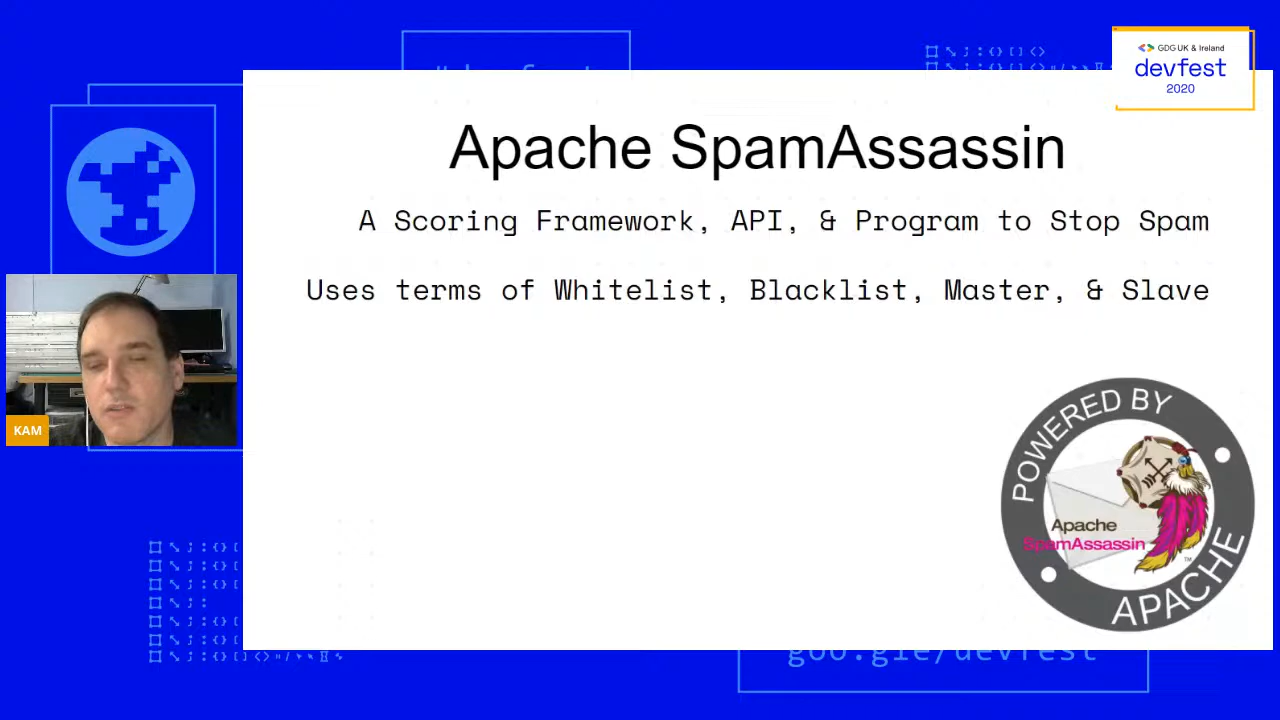 GDG UK & Ireland
devfest
2020
Apache SpamAssassin
A Scoring Framework, API, & Program to Stop Spam
Uses terms of Whitelist, Blacklist, Master, & Slave
KAM
POWERED BY
Apache
SpamAssassin
TM
APACHE
goo.gle/devfest